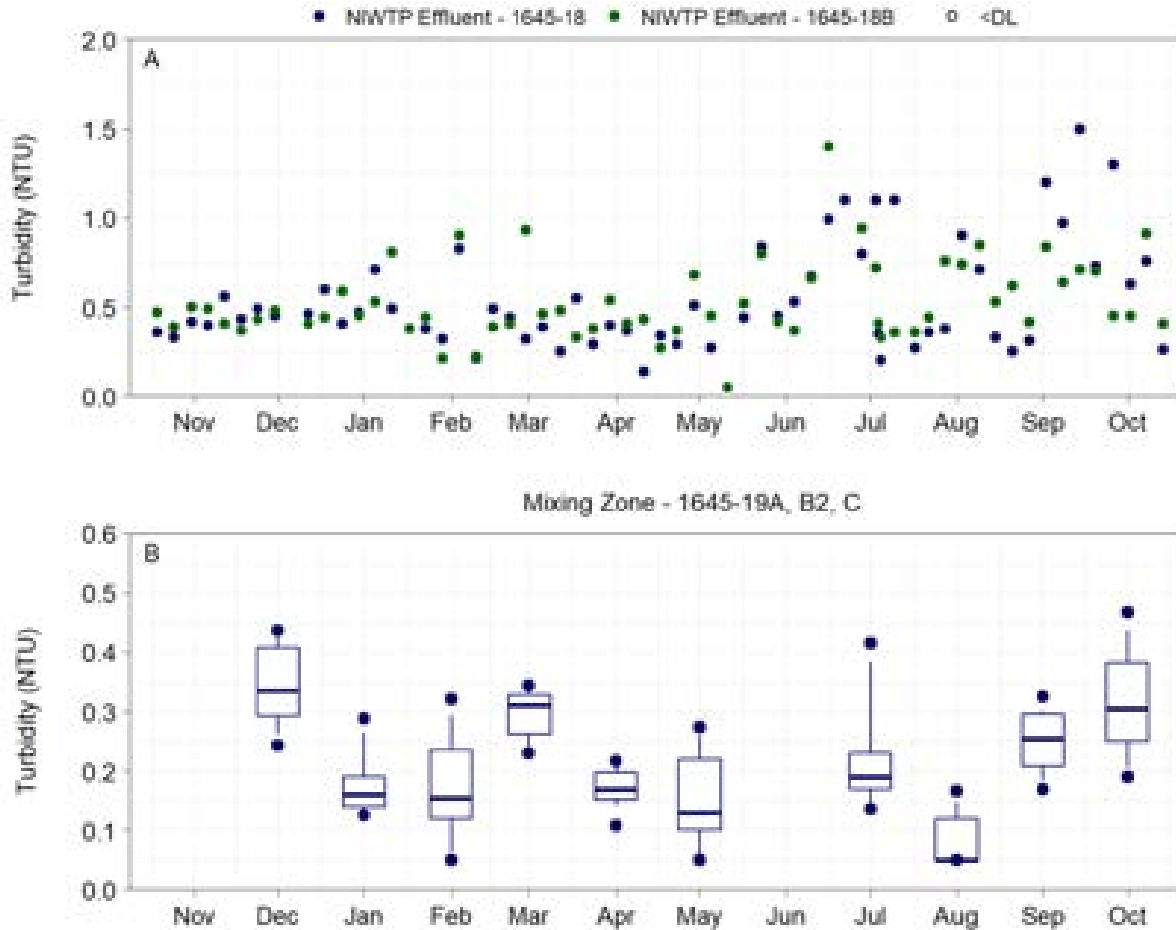 NIWTP Effluent - 1645-18 NIWTP Effluent - 1645-18B <DL
A
2.0
1.5
1.0
0.5
0.0
Turbidity (NTU)
Nov Dec Jan Feb Mar Apr May Jun Jul Aug Sep Oct
Mixing Zone - 1645-19A, B2, C
B
0.6
0.5
0.4
0.3
0.2
0.1
0.0
Turbidity (NTU)
Nov Dec Jan Feb Mar Apr May Jun Jul Aug Sep Oct